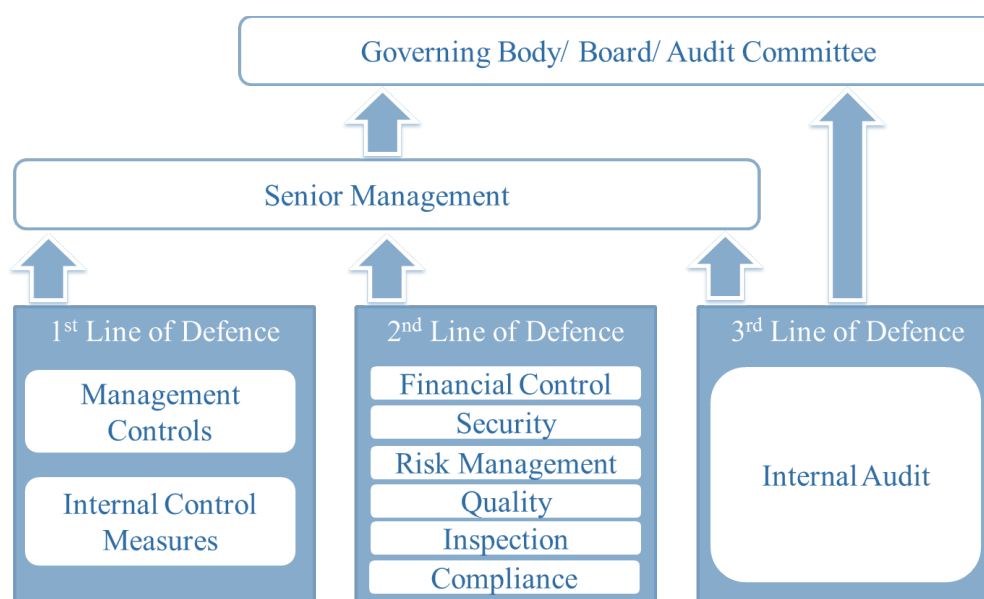 Governing Body/ Board/ Audit Committee
Senior Management
1st Line of Defence
Management
Controls
Internal Control
Measures
2nd Line of Defence
Financial Control
Security
Risk Management
Quality
Inspection
Compliance
3rd Line of Defence
Internal Audit